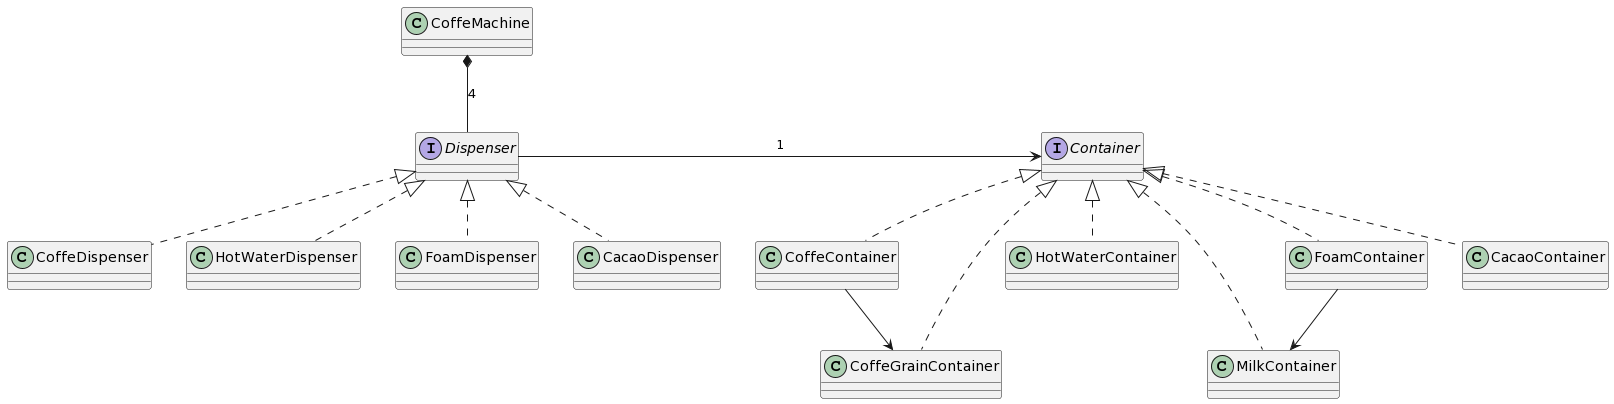 C CoffeMachine
4
I Dispenser
1
I Container
C CoffeDispenser
C HotWaterDispenser
C FoamDispenser
C CacaoDispenser
C CoffeContainer
C HotWaterContainer
C FoamContainer
C CacaoContainer
C CoffeGrainContainer
C MilkContainer